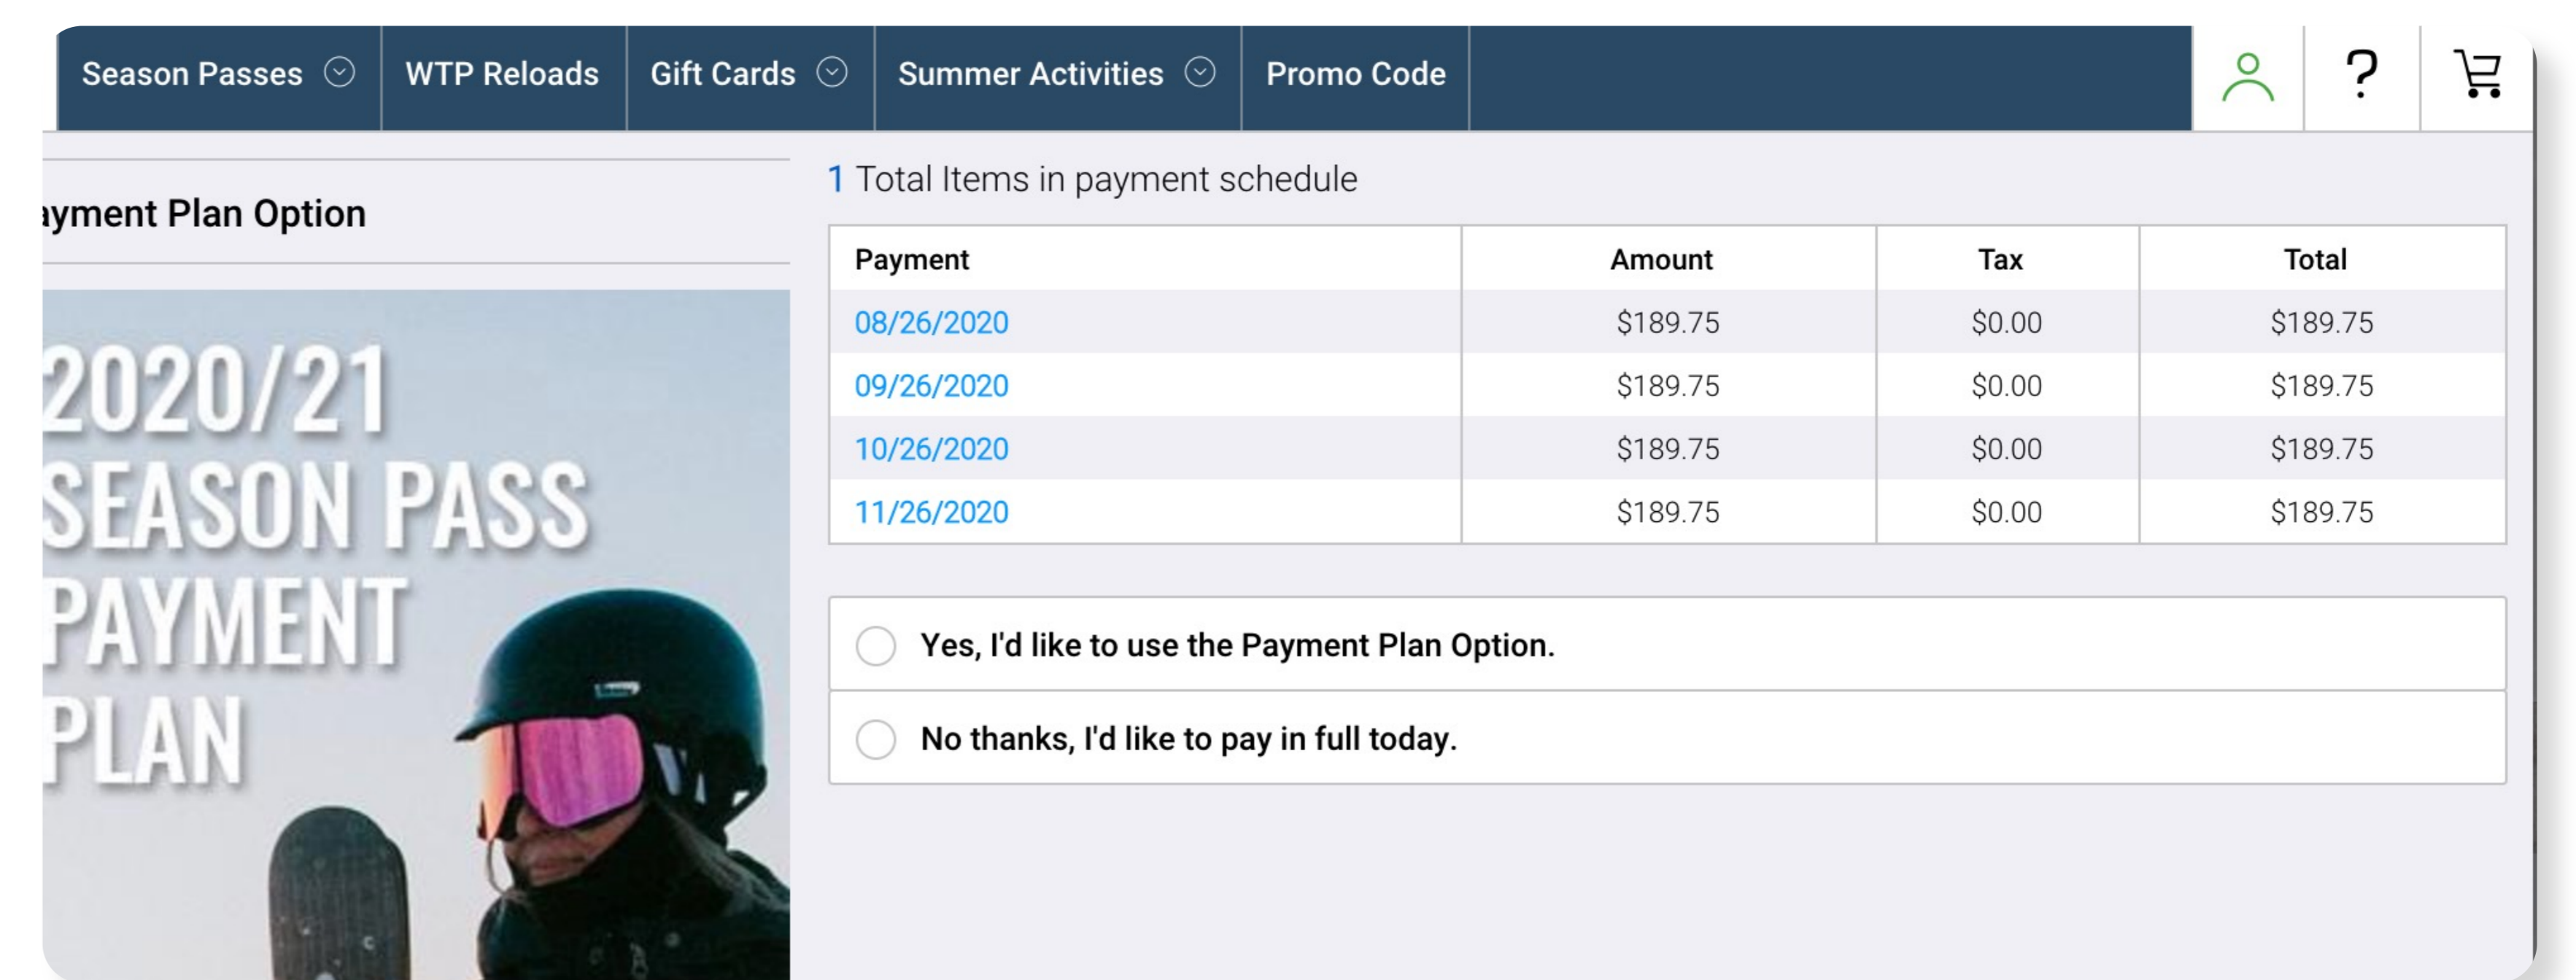 Season Passes WTP Reloads Gift Cards Summer Activities Promo Code ?
ayment Plan Option
2020/21
SEASON PASS
PAYMENT
PLAN
1 Total Items in payment schedule
Payment Amount Tax Total
08/26/2020 $189.75 $0.00 $189.75
09/26/2020 $189.75 $0.00 $189.75
10/26/2020 $189.75 $0.00 $189.75
11/26/2020 $189.75 $0.00 $189.75
Yes, I'd like to use the Payment Plan Option.
No thanks, I'd like to pay in full today.